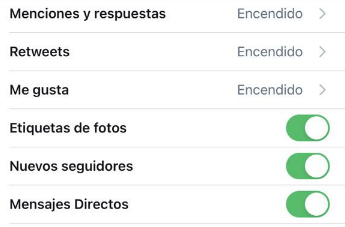 Menciones y respuestas Encendido
Retweets Encendido
Me gusta Encendido
Etiquetas de fotos
Nuevos seguidores
Mensajes Directos